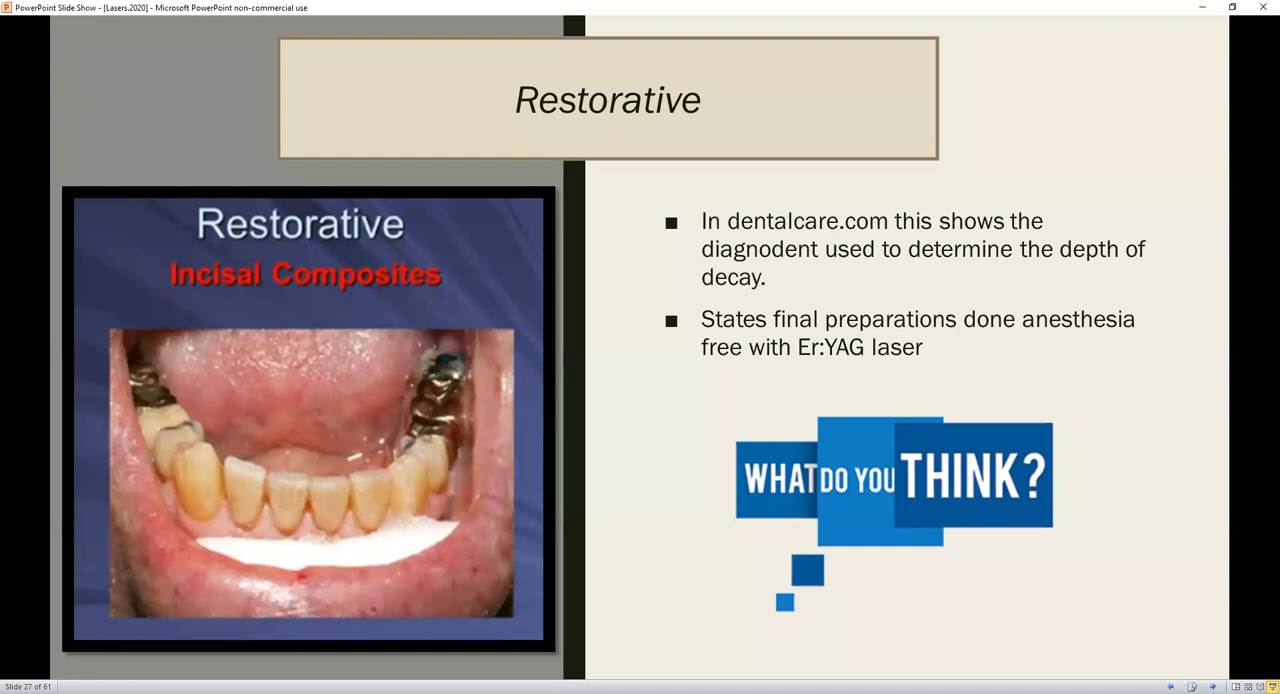 PowerPoint Slide Show - [Lasers.2020] - Microsoft PowerPoint non-commercial use
Restorative
Restorative
Incisal Composites
■ In dentalcare.com this shows the
diagnodent used to determine the depth of
decay.
■ States final preparations done anesthesia
free with Er:YAG laser
WHAT DO YOU THINK?
Slide 27 of 61